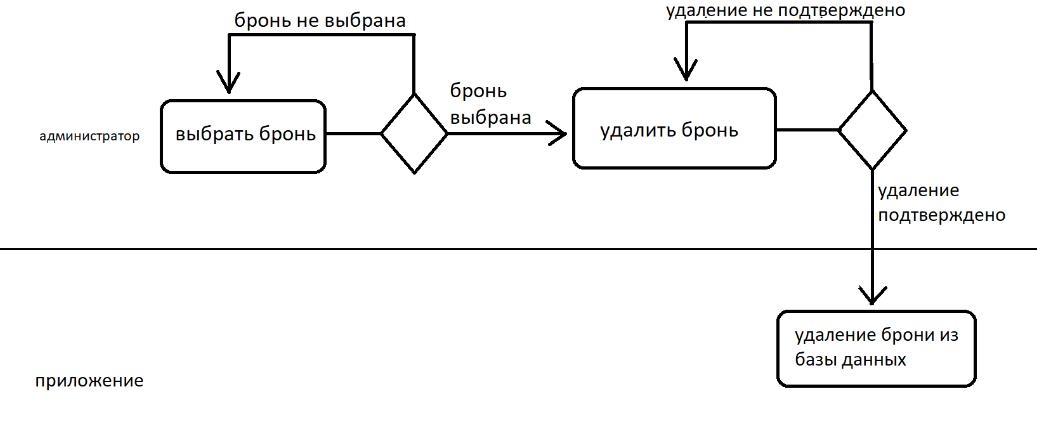 бронь не выбрана
удаление не подтверждено
бронь
выбрана
администратор
выбрать бронь
удалить бронь
удаление
подтверждено
удаление брони из
базы данных
приложение